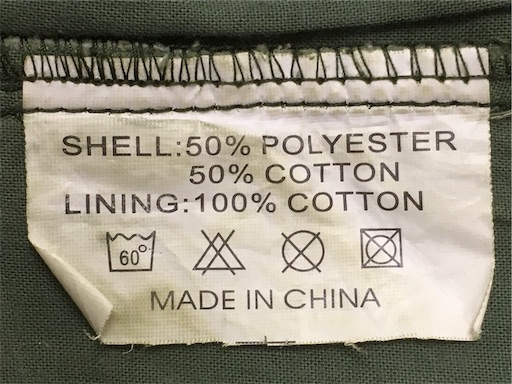 SHELL:50% POLYESTER
50% COTTON
LINING:100% COTTON
60°
MADE IN CHINA